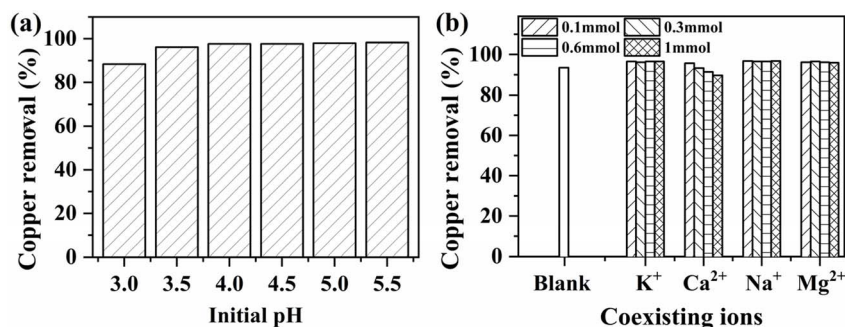 (a)
Copper removal (%)
100
80
60
40
20
0
3.0 3.5 4.0 4.5 5.0 5.5
Initial pH
(b)
0.1mmol 0.3mmol
0.6mmol 1mmol
Copper removal (%)
100
80
60
40
20
0
Blank K⁺ Ca²⁺ Na⁺ Mg²⁺
Coexisting ions